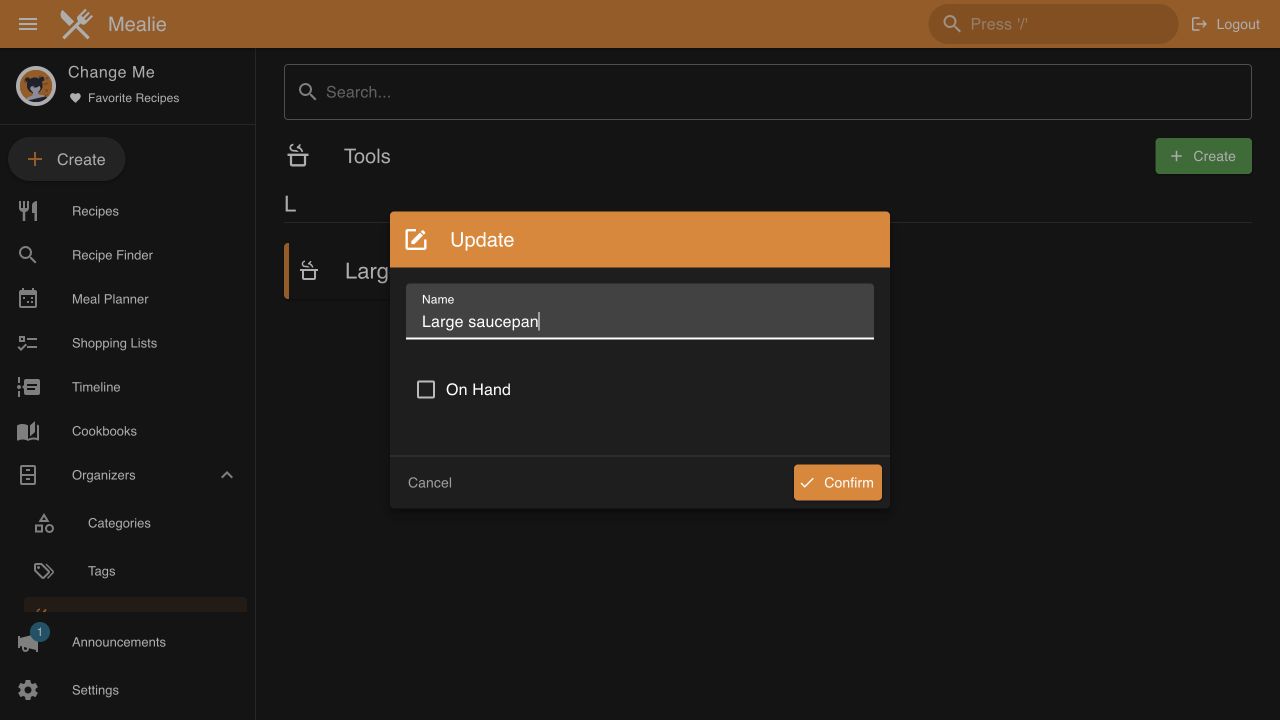 Mealie
Press '/'
Logout
Change Me
Favorite Recipes
Create
Recipes
Recipe Finder
Meal Planner
Shopping Lists
Timeline
Cookbooks
Organizers
Categories
Tags
1
Announcements
Settings
Search...
Tools
Create
L
Larg
Update
Name
Large saucepan
On Hand
Cancel
Confirm